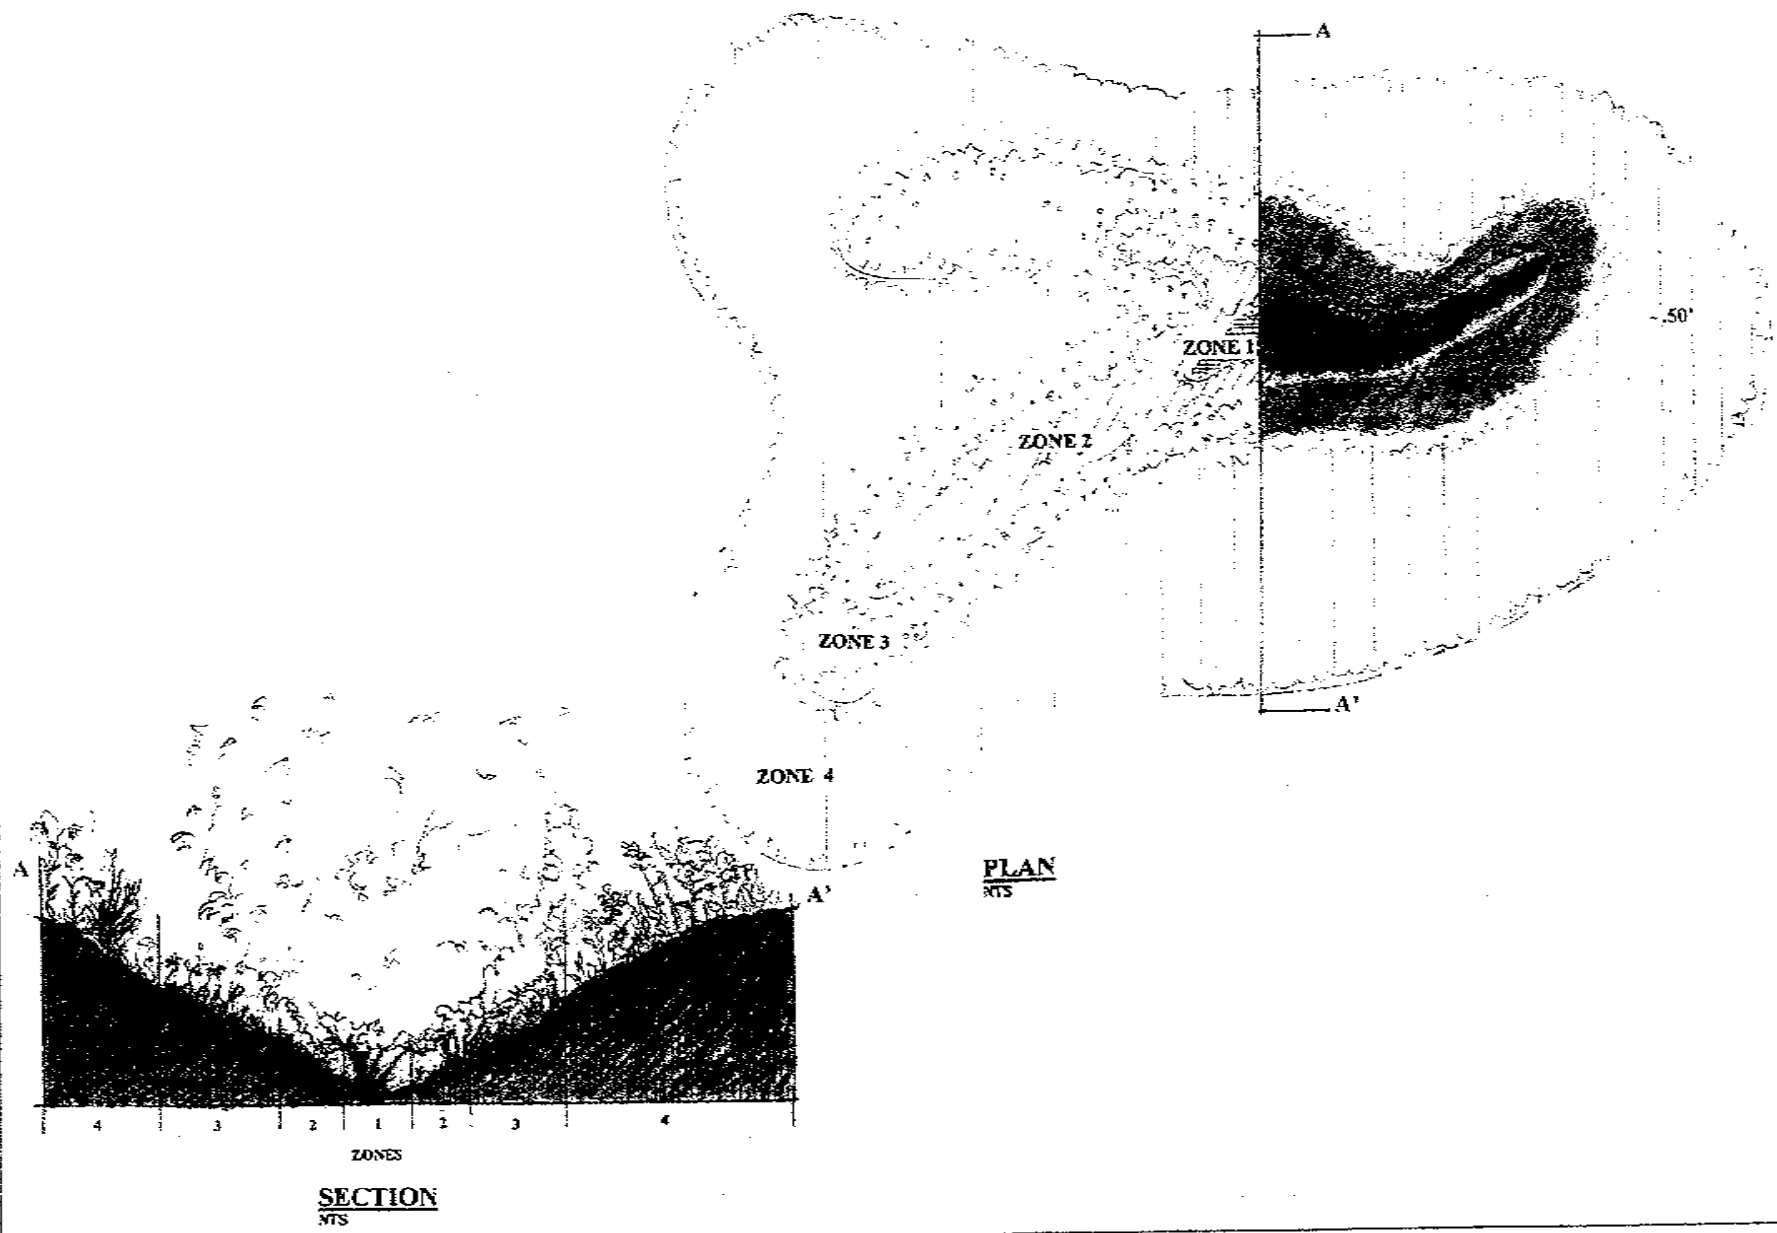 A
~.50'
ZONE 1
ZONE 2
ZONE 3
A'
ZONE 4
PLAN
NTS
A
A'
4 3 2 1 2 3 4
ZONES
SECTION
NTS